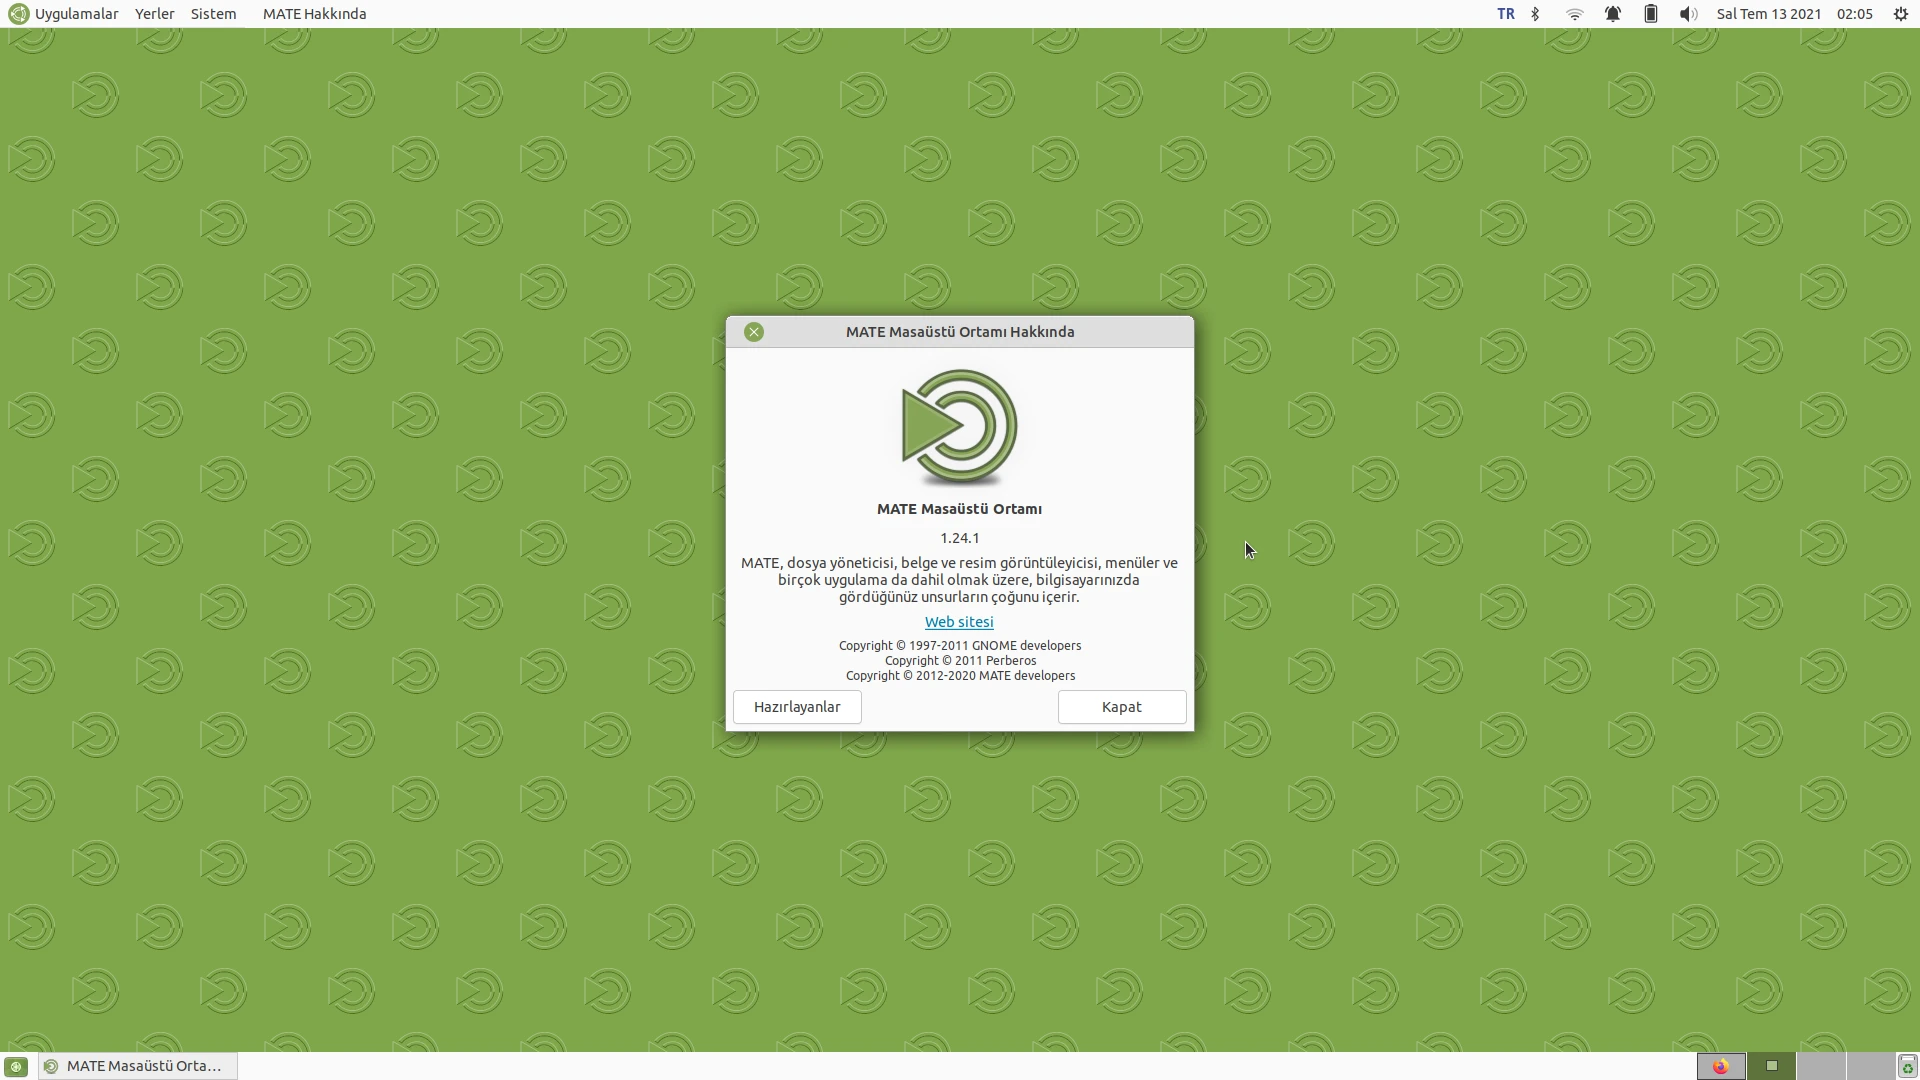 Uygulamalar Yerler Sistem MATE Hakkında TR Sal Tem 13 2021 02:05
MATE Masaüstü Ortamı Hakkında
MATE Masaüstü Ortamı
1.24.1
MATE, dosya yöneticisi, belge ve resim görüntüleyicisi, menüler ve
birçok uygulama da dahil olmak üzere, bilgisayarınızda
gördüğünüz unsurların çoğunu içerir.
Web sitesi
Copyright © 1997-2011 GNOME developers
Copyright © 2011 Perberos
Copyright © 2012-2020 MATE developers
Hazırlayanlar Kapat
MATE Masaüstü Orta…